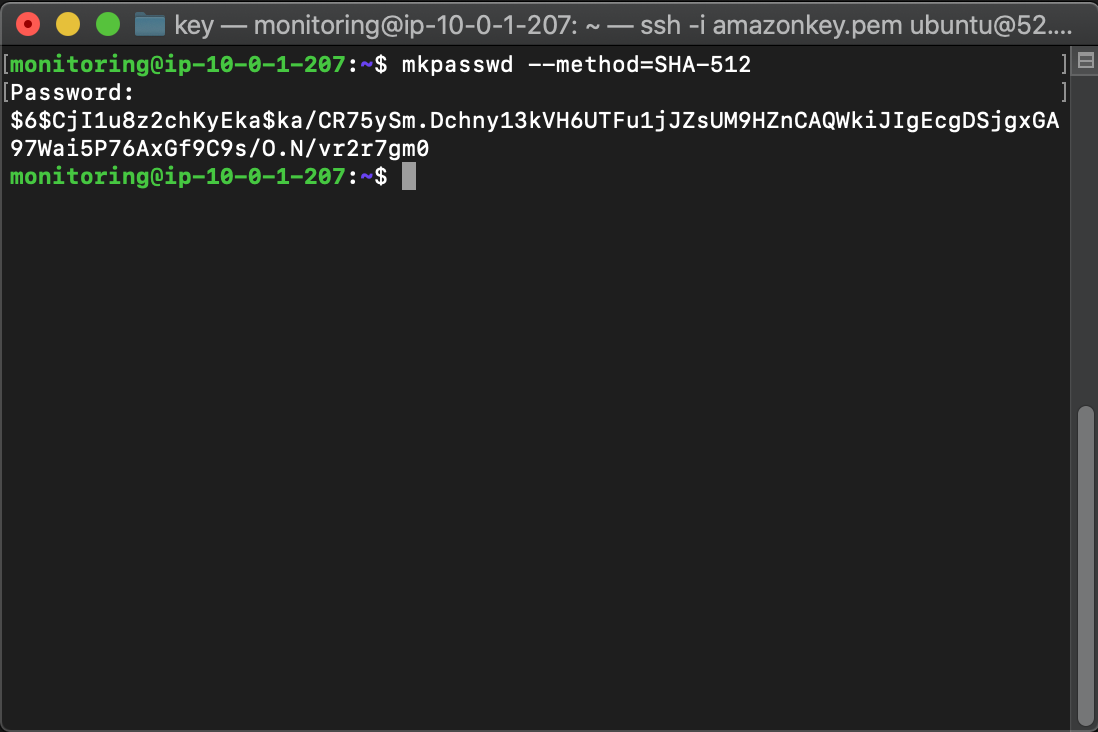 key — monitoring@ip-10-0-1-207: ~ — ssh -i amazonkey.pem ubuntu@52....
[monitoring@ip-10-0-1-207:~$ mkpasswd --method=SHA-512 ]
[Password: ]
$6$CjI1u8z2chKyEka$ka/CR75ySm.Dchny13kVH6UTFu1jJZsUM9HZnCAQWkiJIgEcgDSjgxGA
97Wai5P76AxGf9C9s/O.N/vr2r7gm0
monitoring@ip-10-0-1-207:~$